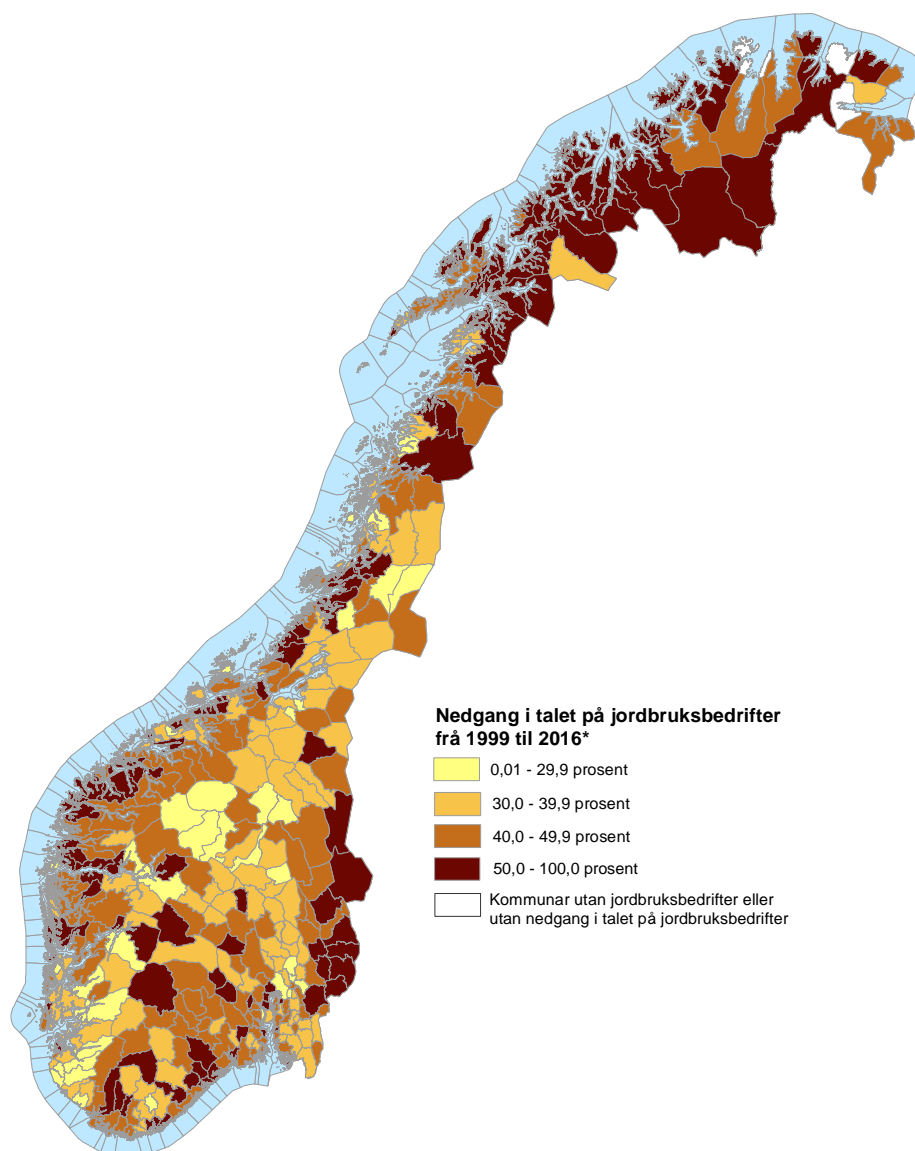 Nedgang i talet på jordbruksbedrifter
frå 1999 til 2016*
0,01 - 29,9 prosent
30,0 - 39,9 prosent
40,0 - 49,9 prosent
50,0 - 100,0 prosent
Kommunar utan jordbruksbedrifter eller
utan nedgang i talet på jordbruksbedrifter